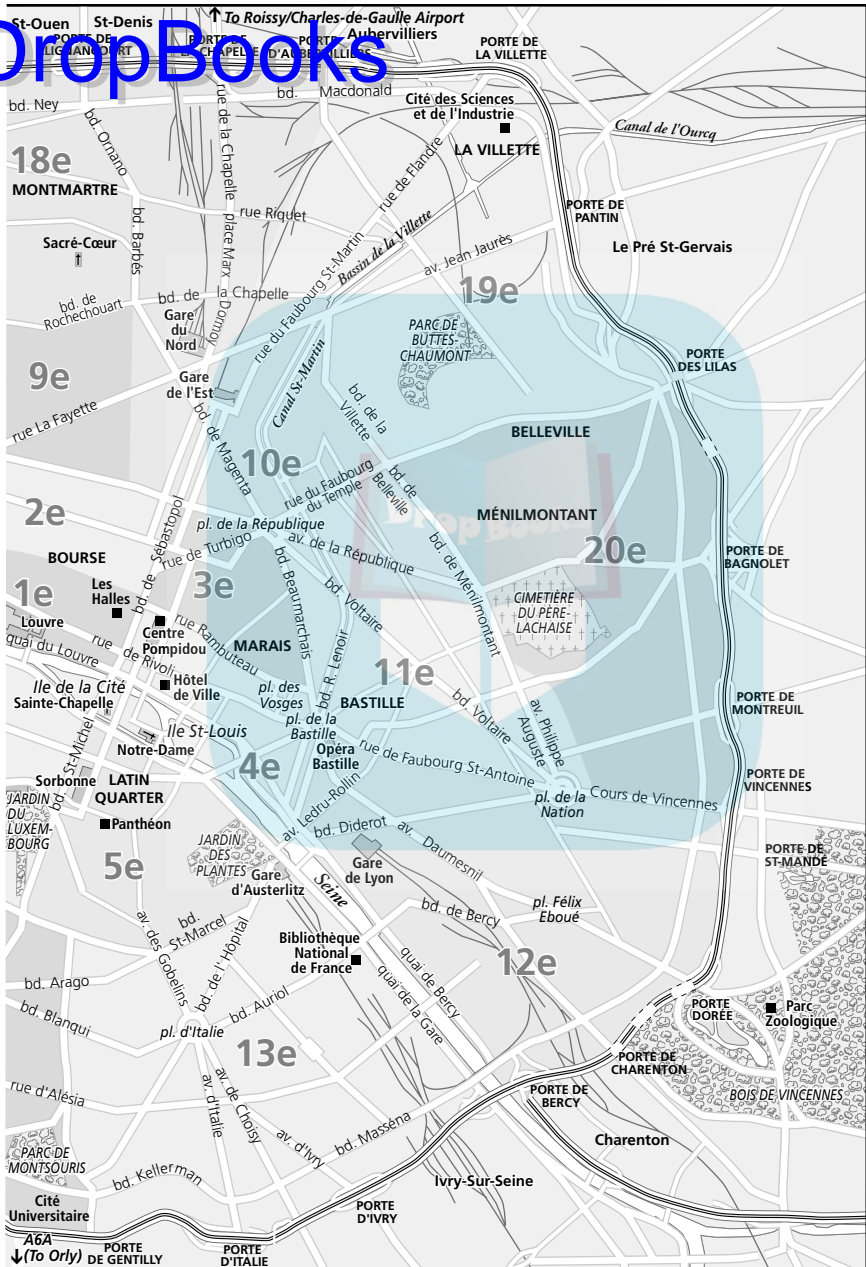 St-Ouen
St-Denis
To Roissy/Charles-de-Gaulle Airport
DropBooks
PORTE DE
LIGNANCOURT
PORTE DE
LA CHAPELLE
PORTE
D'AUBERVILLIERS
Aubervilliers
PORTE DE
LA VILLETTE
bd. Ney
bd. Macdonald
Cité des Sciences
et de l'Industrie
Canal de l'Ourcq
bd. Ornano
rue de la Chapelle
rue de Flandre
LA VILLETTE
18e
MONTMARTRE
rue Riquet
PORTE DE
PANTIN
bd. Barbés
place Marx Dormoy
Bassin de la Villette
Sacré-Cœur
av. Jean Jaurès
Le Pré St-Gervais
rue du Faubourg St-Martin
19e
bd. de
Rochechouart
bd. de la Chapelle
Gare
du
Nord
PARC DE
BUTTES-
CHAUMONT
PORTE
DES LILAS
9e
Gare
de l'Est
Canal St-Martin
rue La Fayette
bd. de la
Villette
bd. de Magenta
BELLEVILLE
10e
rue du Faubourg
du Temple
bd. de
Belleville
2e
DropBooks
MÉNILMONTANT
pl. de la République
bd. de Sébastopol
rue de Turbigo
av. de la République
20e
BOURSE
PORTE DE
BAGNOLET
1e
Les
Halles
3e
bd. Beaumarchais
bd. Voltaire
bd. de Ménilmontant
CIMETIÈRE
DU PÈRE-
LACHAISE
Louvre
Centre
Pompidou
rue Rambuteau
MARAIS
quai du Louvre
rue de Rivoli
bd. R. Lenoir
11e
Ile de la Cité
Sainte-Chapelle
Hôtel
de Ville
pl. des
Vosges
BASTILLE
bd. Voltaire
av. Philippe
Auguste
PORTE DE
MONTREUIL
bd. St-Michel
Ile St-Louis
pl. de la
Bastille
Notre-Dame
Opéra
Bastille
rue de Faubourg St-Antoine
4e
Sorbonne
LATIN
QUARTER
av. Ledru-Rollin
pl. de la
Nation
Cours de Vincennes
PORTE DE
VINCENNES
JARDIN
DU
LUXEM-
BOURG
Panthéon
bd. Diderot
av. Daumesnil
JARDIN
DES
PLANTES
5e
Gare
d'Austerlitz
Gare
de Lyon
PORTE DE
ST-MANDÉ
Seine
bd. de Bercy
pl. Félix
Eboué
av. des Gobelins
bd.
St-Marcel
bd. de l'Hôpital
Bibliothèque
National
de France
12e
quai de Bercy
quai de la Gare
bd. Arago
bd. Auriol
bd. Blanqui
pl. d'Italie
PORTE
DORÉE
Parc
Zoologique
13e
PORTE DE
CHARENTON
rue d'Alésia
av. d'Italie
av. de Choisy
PORTE DE
BERCY
BOIS DE VINCENNES
av. d'Ivry
bd. Masséna
Charenton
PARC DE
MONTSOURIS
bd. Kellerman
Ivry-Sur-Seine
Cité
Universitaire
PORTE
D'IVRY
A6A
(To Orly)
PORTE
DE GENTILLY
PORTE
D'ITALIE